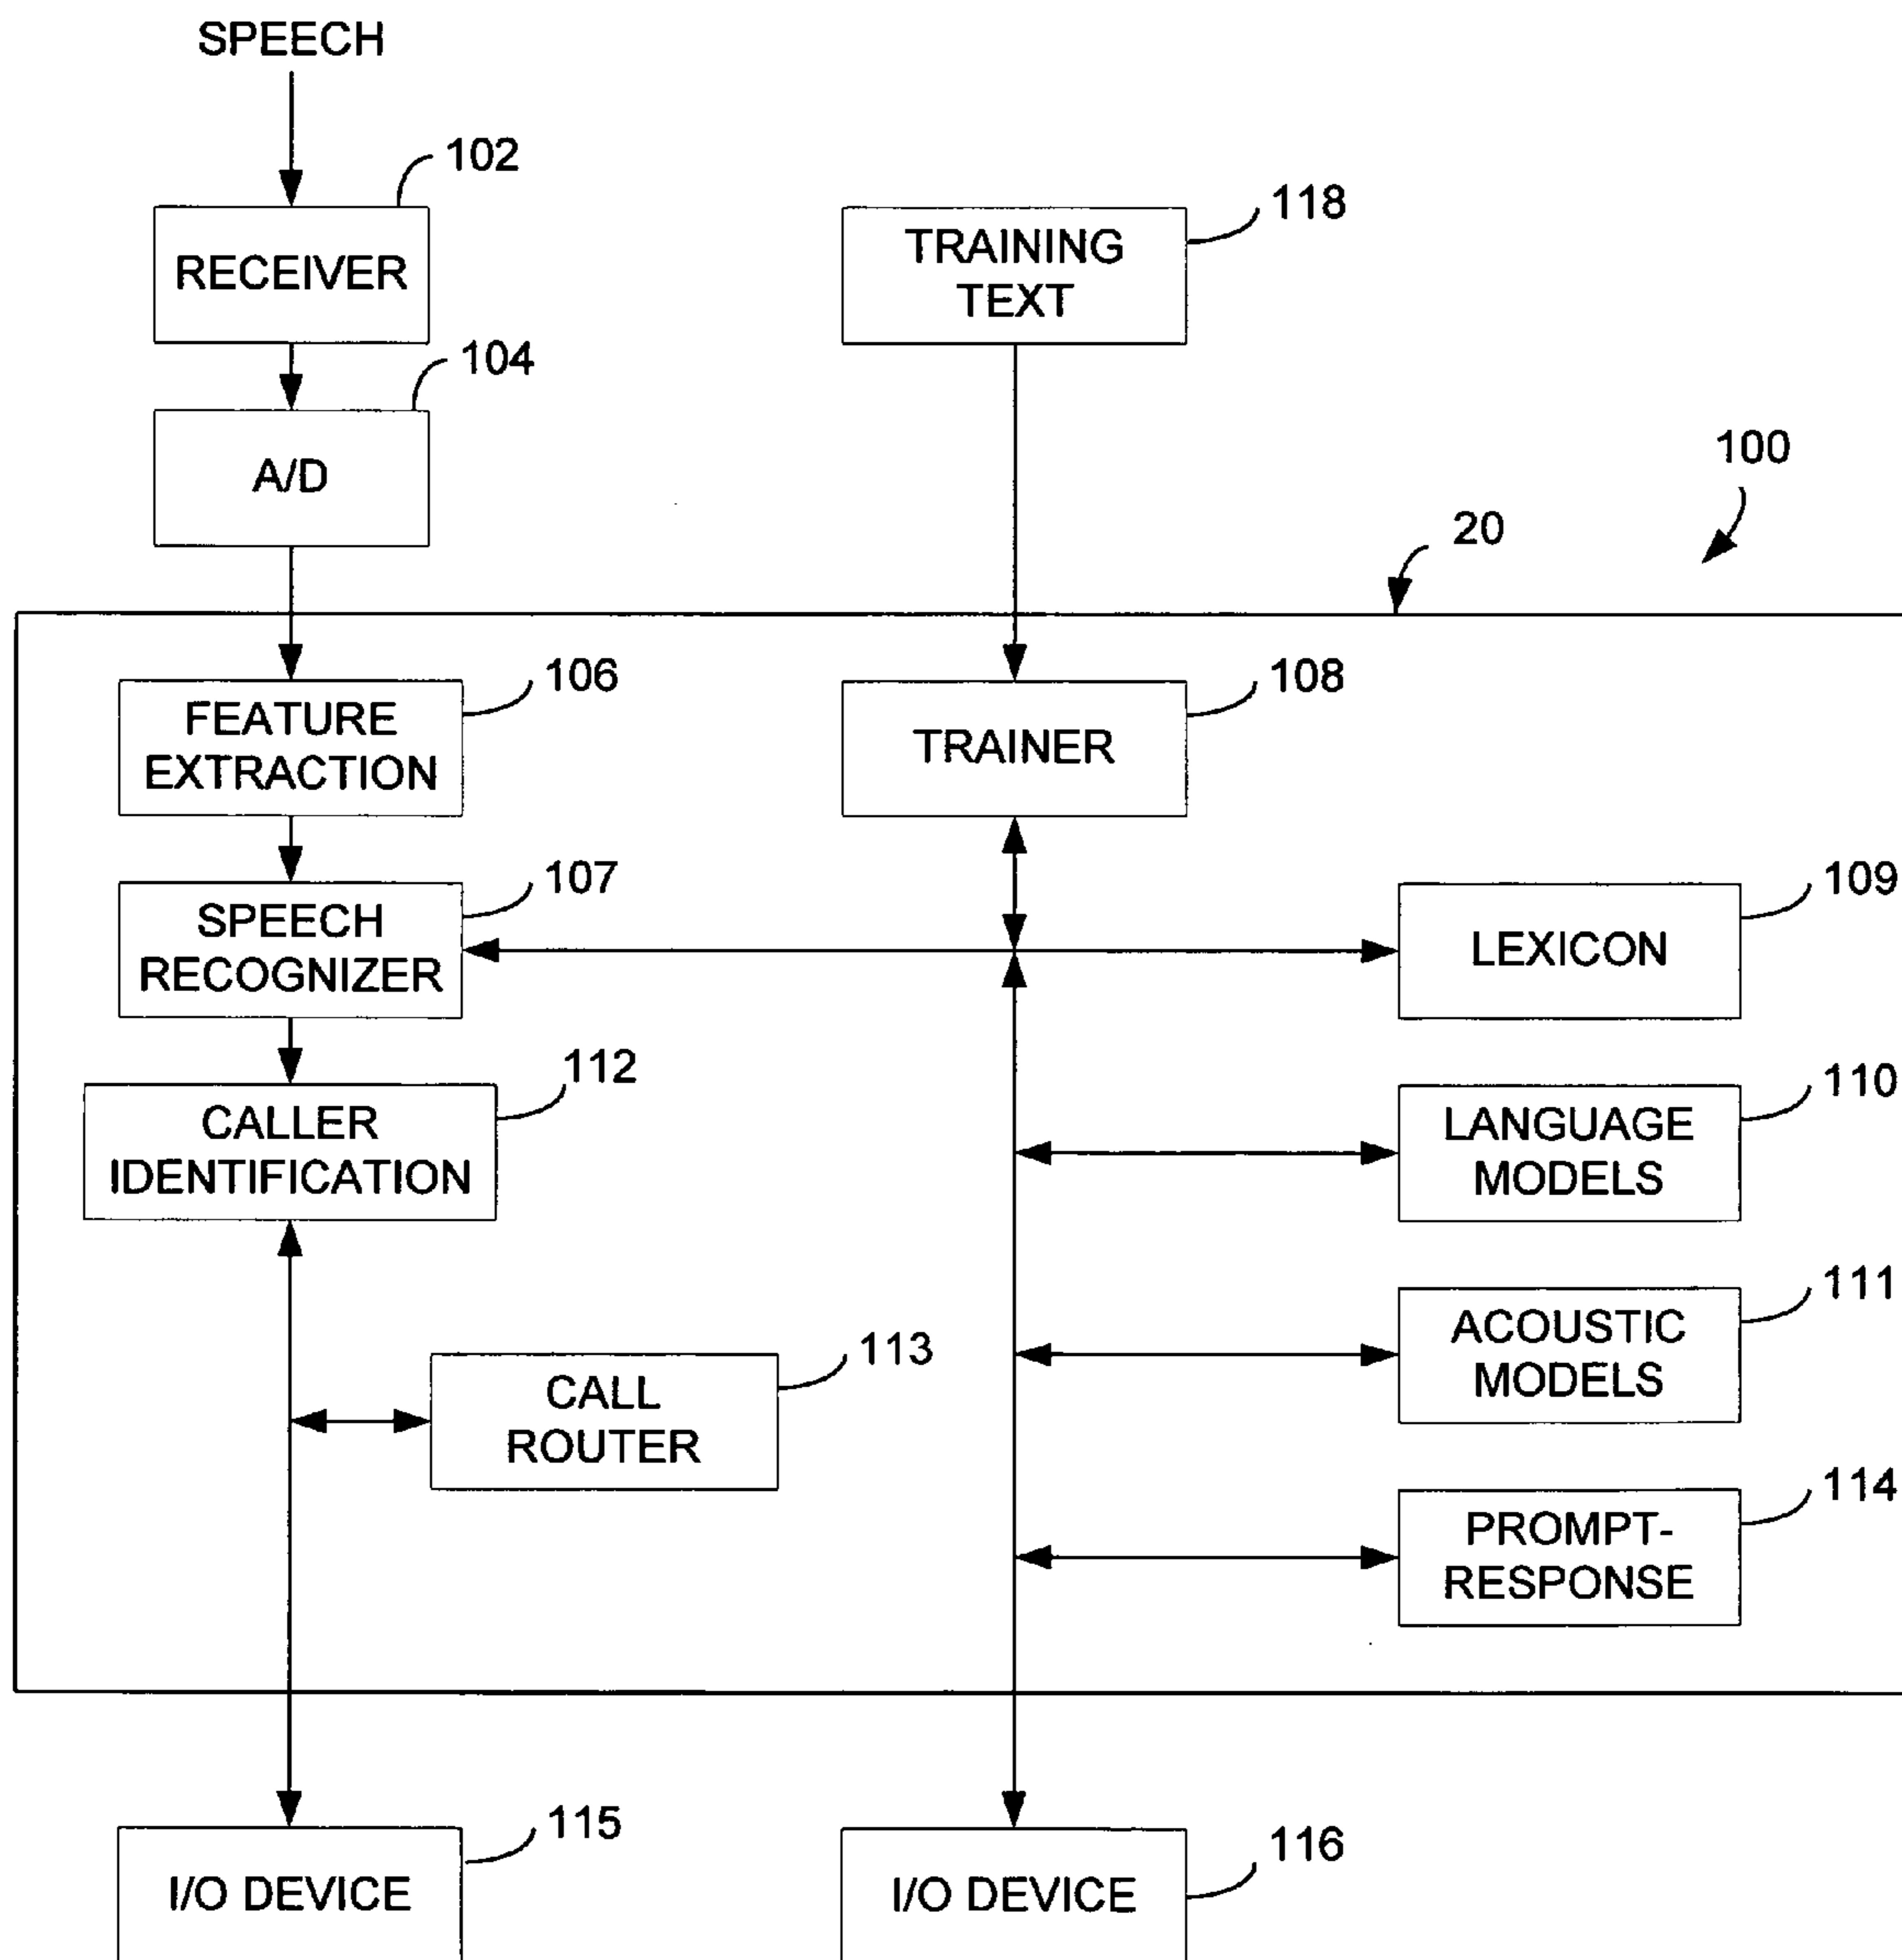 SPEECH
102
RECEIVER
118
TRAINING
TEXT
104
A/D
100
20
106
FEATURE
EXTRACTION
108
TRAINER
107
SPEECH
RECOGNIZER
109
LEXICON
112
CALLER
IDENTIFICATION
110
LANGUAGE
MODELS
111
ACOUSTIC
MODELS
113
CALL
ROUTER
114
PROMPT-
RESPONSE
115
I/O DEVICE
116
I/O DEVICE